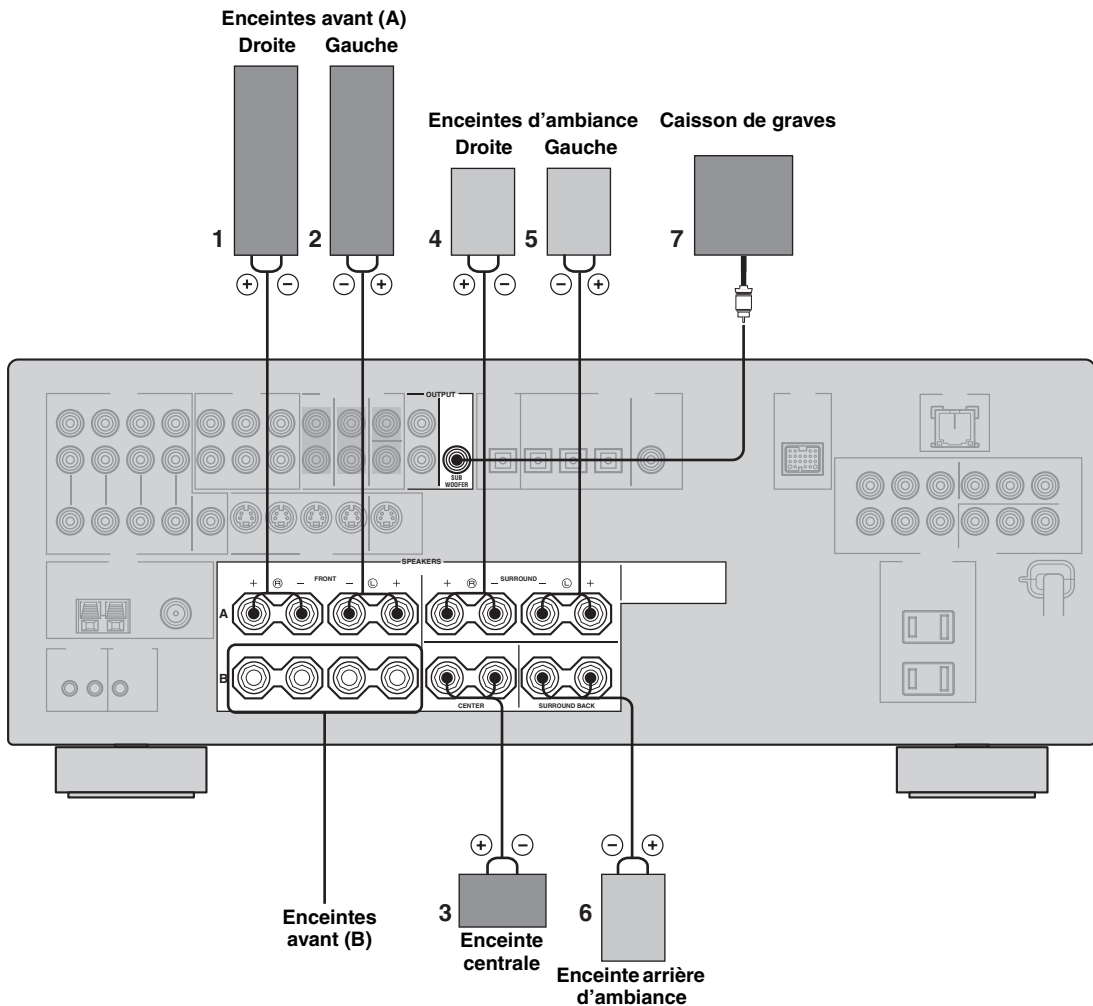 Enceintes avant (A)
Droite Gauche
Enceintes d'ambiance
Droite Gauche
Caisson de graves
1 2 4 5 7
+ − − + + − − +
OUTPUT
SUB
WOOFER
SPEAKERS
+ R − FRONT − L + + R − SURROUND − L +
A
B
CENTER SURROUND BACK
+ − − +
3 6
Enceintes
avant (B)
Enceinte
centrale
Enceinte arrière
d'ambiance